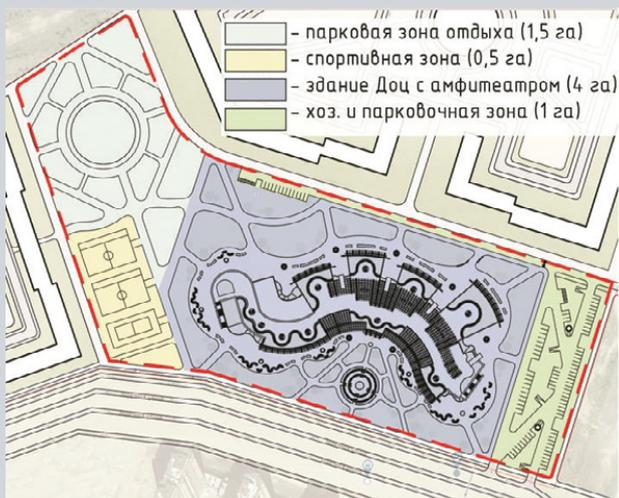 - парковая зона отдыха (1,5 га)
- спортивная зона (0,5 га)
- здание Доц с амфитеатром (4 га)
- хоз. и парковочная зона (1 га)